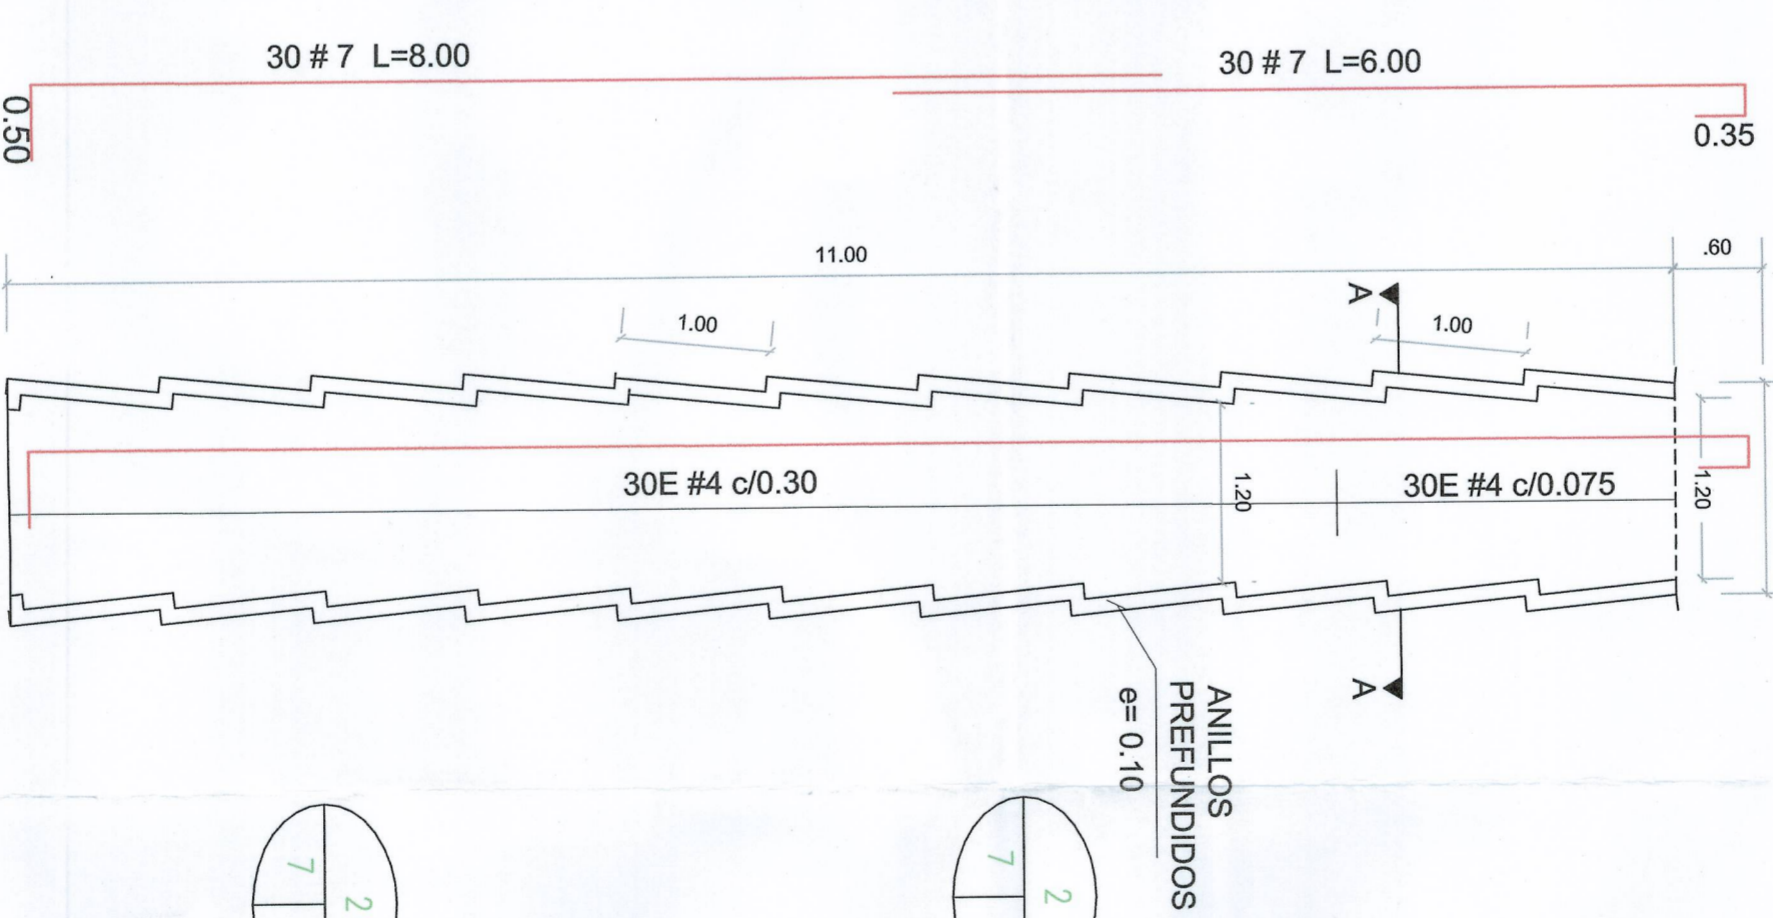 30 # 7 L=8.00
30 # 7 L=6.00
0.50
0.35
11.00
.60
A
1.00
1.00
30E #4 c/0.30
1.20
30E #4 c/0.075
1.20
A
ANILLOS
PREFUNDIDOS
e= 0.10
7
2
7
2